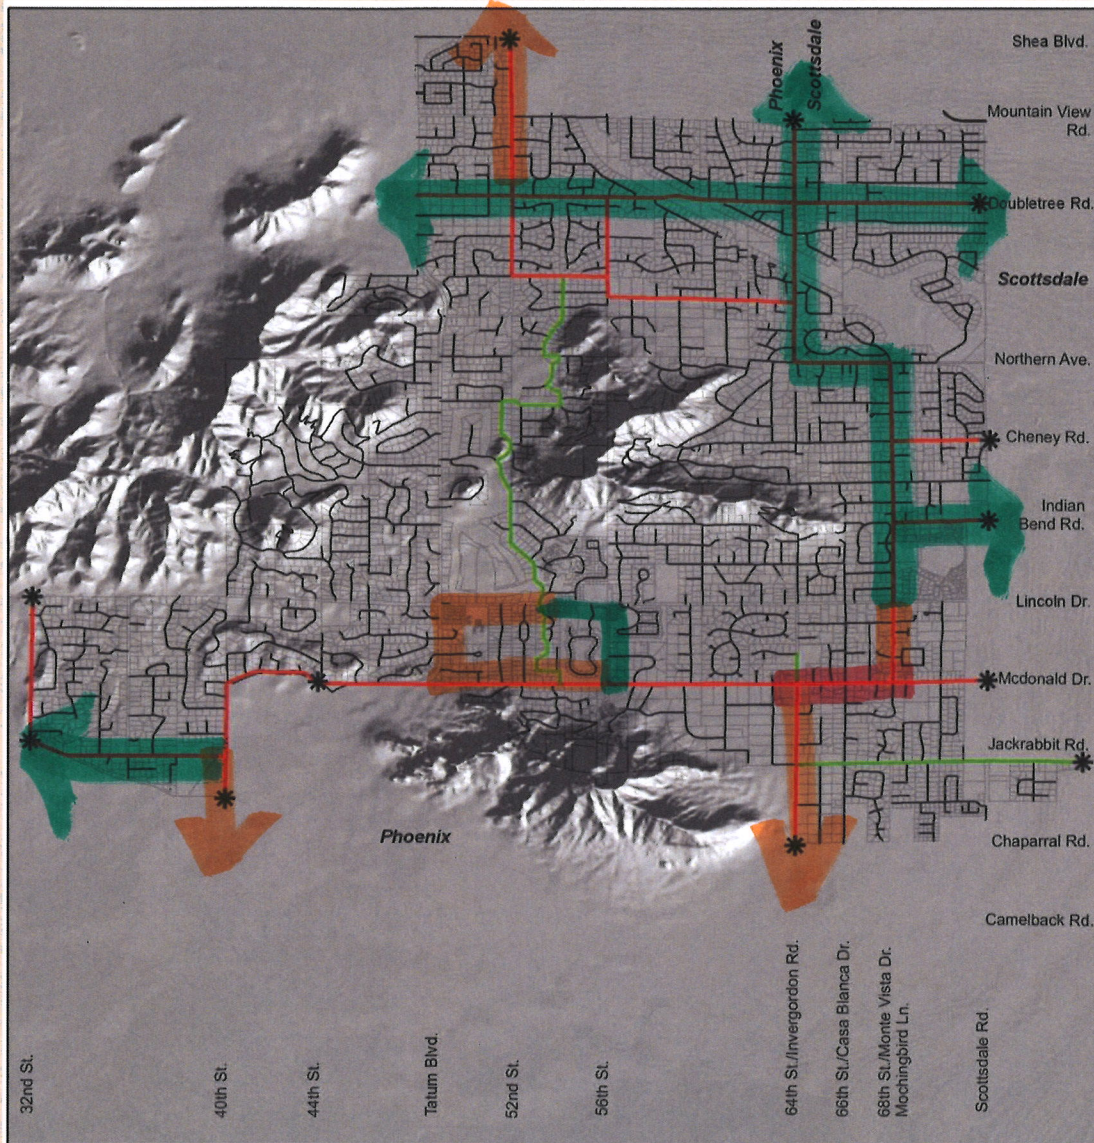 Shea Blvd.
Phoenix
Scottsdale
Mountain View
Rd.
Doubletree Rd.
Scottsdale
Northern Ave.
Cheney Rd.
Indian
Bend Rd.
Lincoln Dr.
Mcdonald Dr.
Jackrabbit Rd.
Phoenix
Chaparral Rd.
Camelback Rd.
32nd St.
40th St.
44th St.
Tatum Blvd.
52nd St.
56th St.
64th St./Invergordon Rd.
66th St./Casa Blanca Dr.
68th St./Monte Vista Dr.
Mochingbird Ln.
Scottsdale Rd.